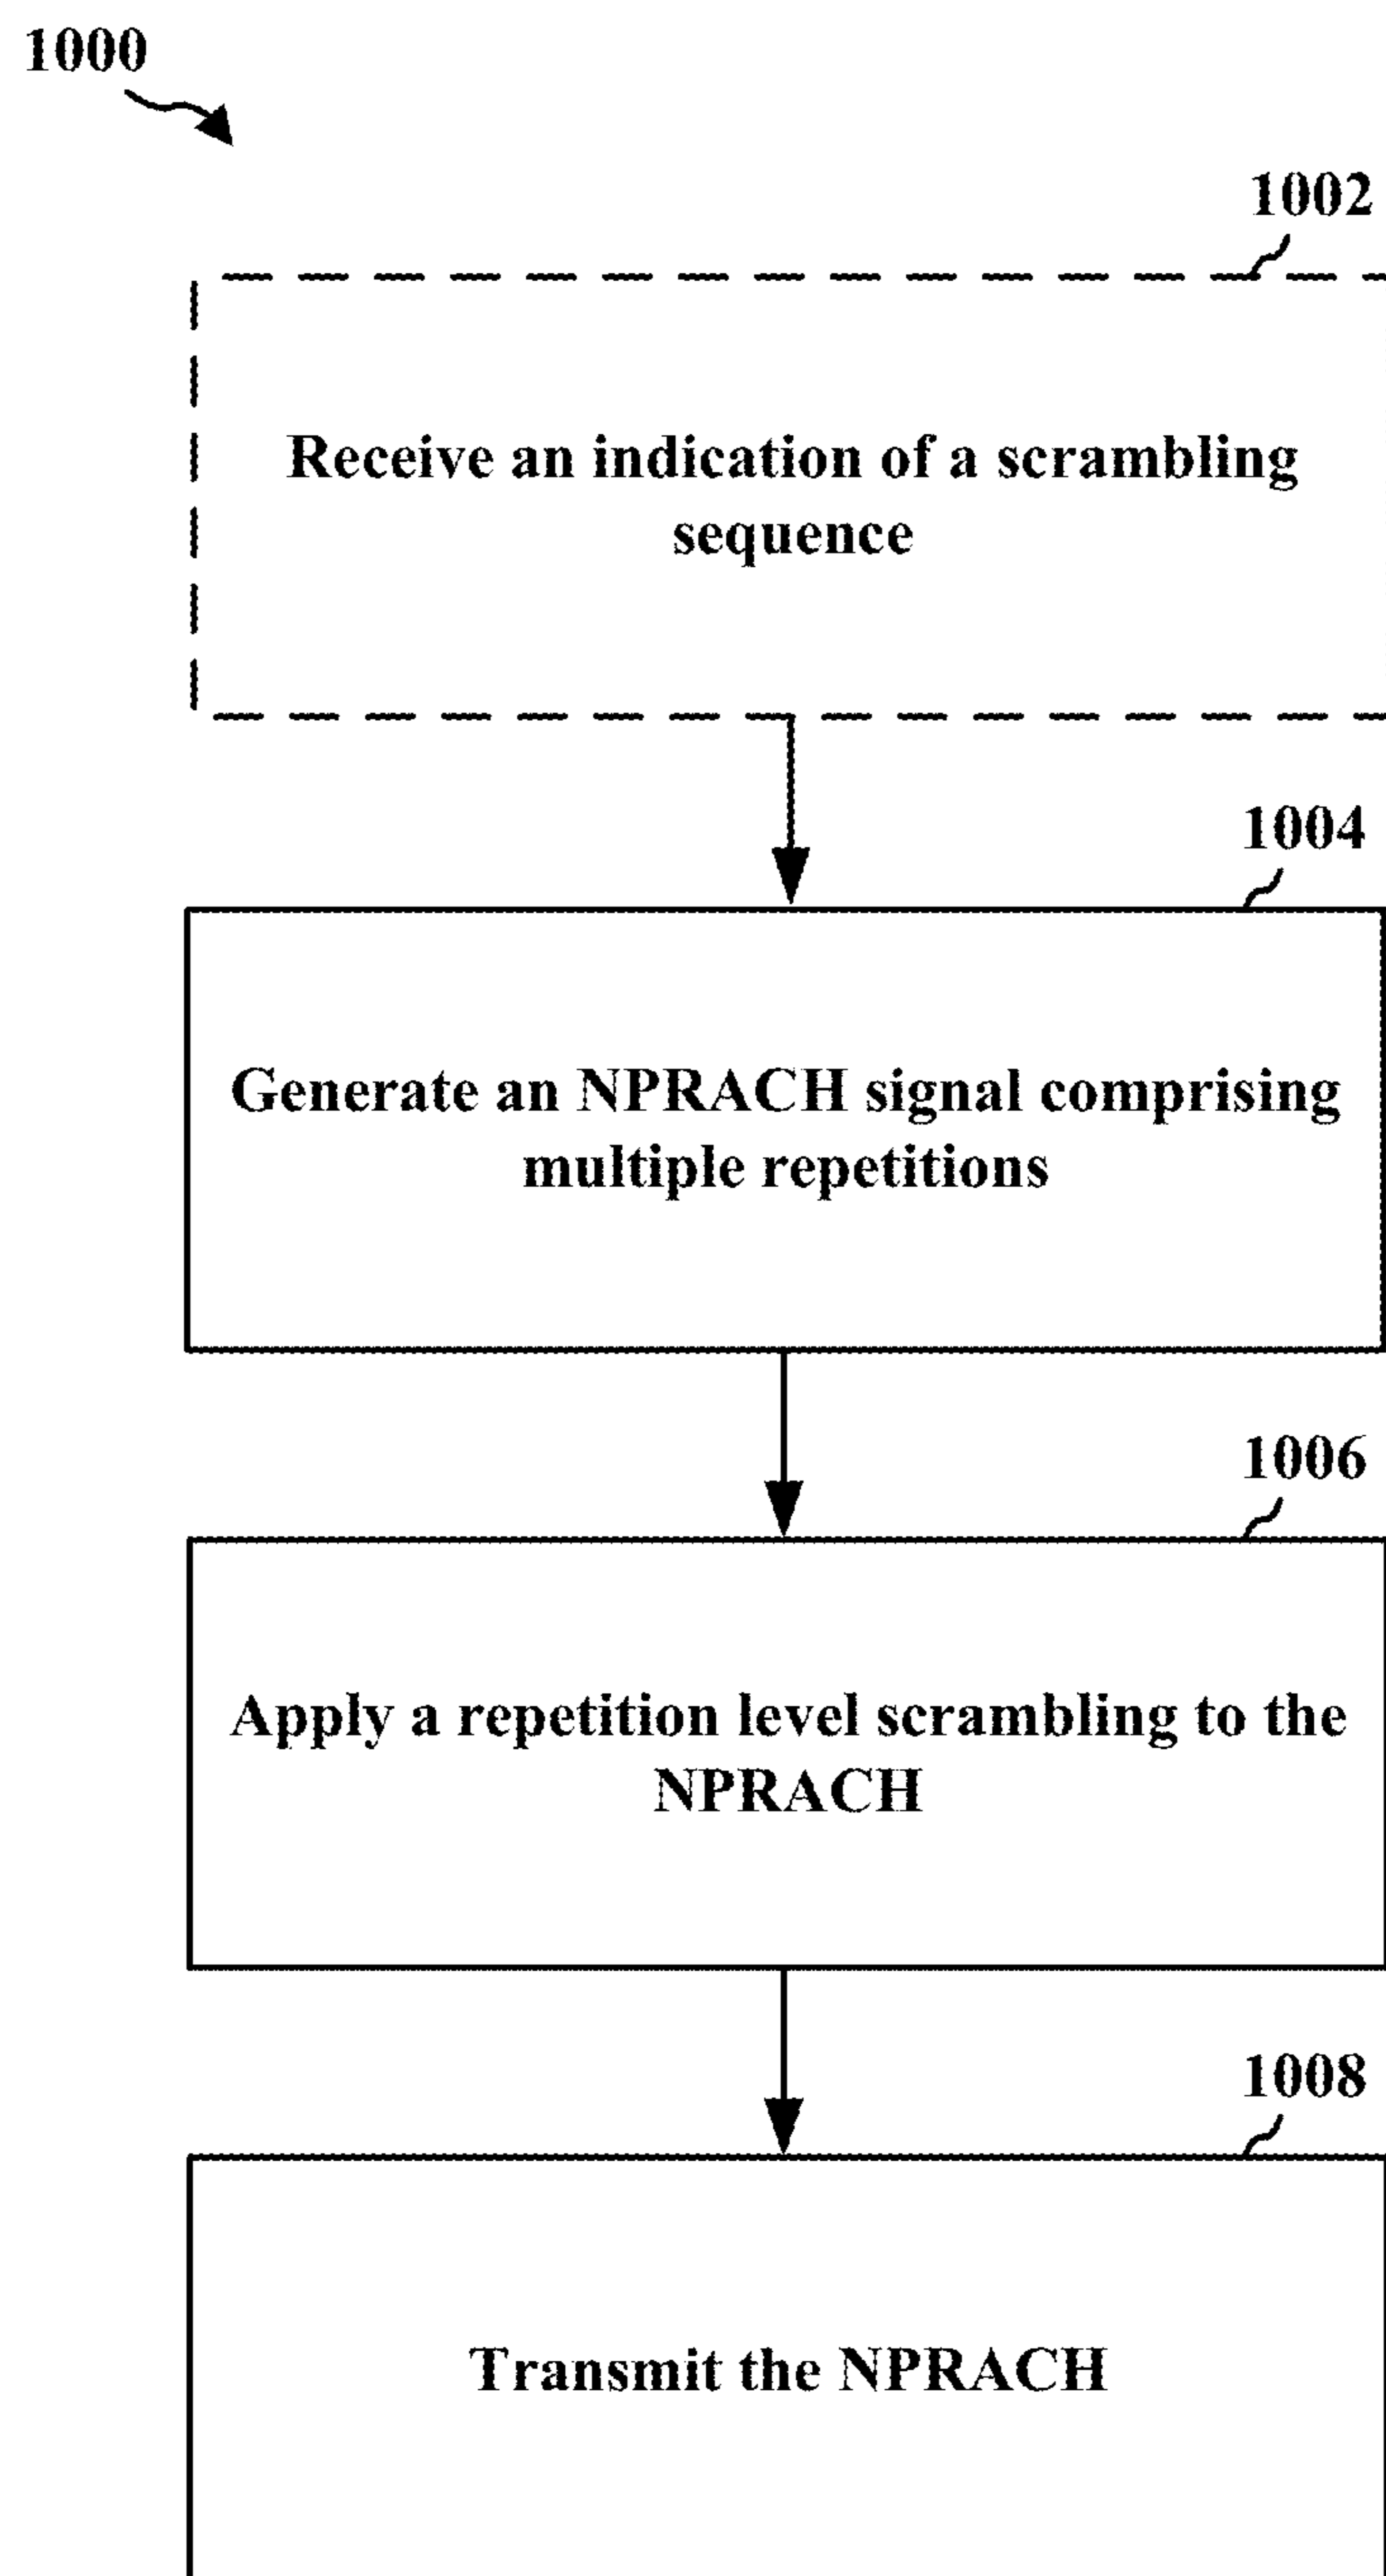 1000
1002
Receive an indication of a scrambling
sequence
1004
Generate an NPRACH signal comprising
multiple repetitions
1006
Apply a repetition level scrambling to the
NPRACH
1008
Transmit the NPRACH